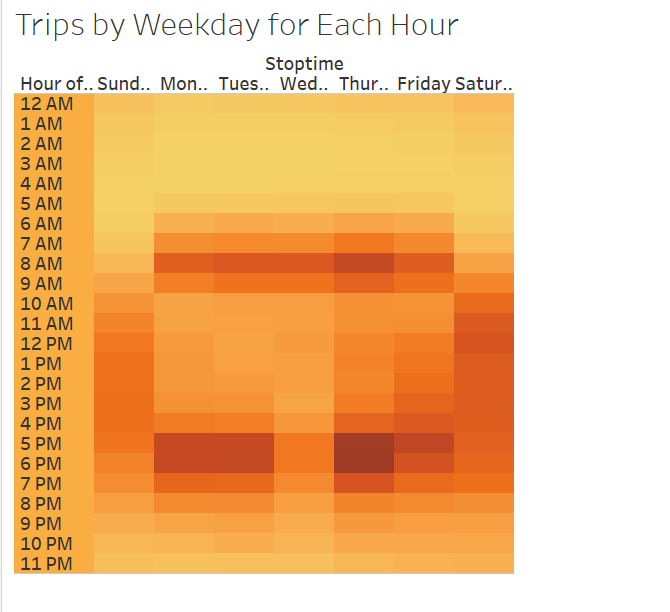 Trips by Weekday for Each Hour
Stoptime
Hour of.. Sund.. Mon.. Tues.. Wed.. Thur.. Friday Satur..
12 AM
1 AM
2 AM
3 AM
4 AM
5 AM
6 AM
7 AM
8 AM
9 AM
10 AM
11 AM
12 PM
1 PM
2 PM
3 PM
4 PM
5 PM
6 PM
7 PM
8 PM
9 PM
10 PM
11 PM